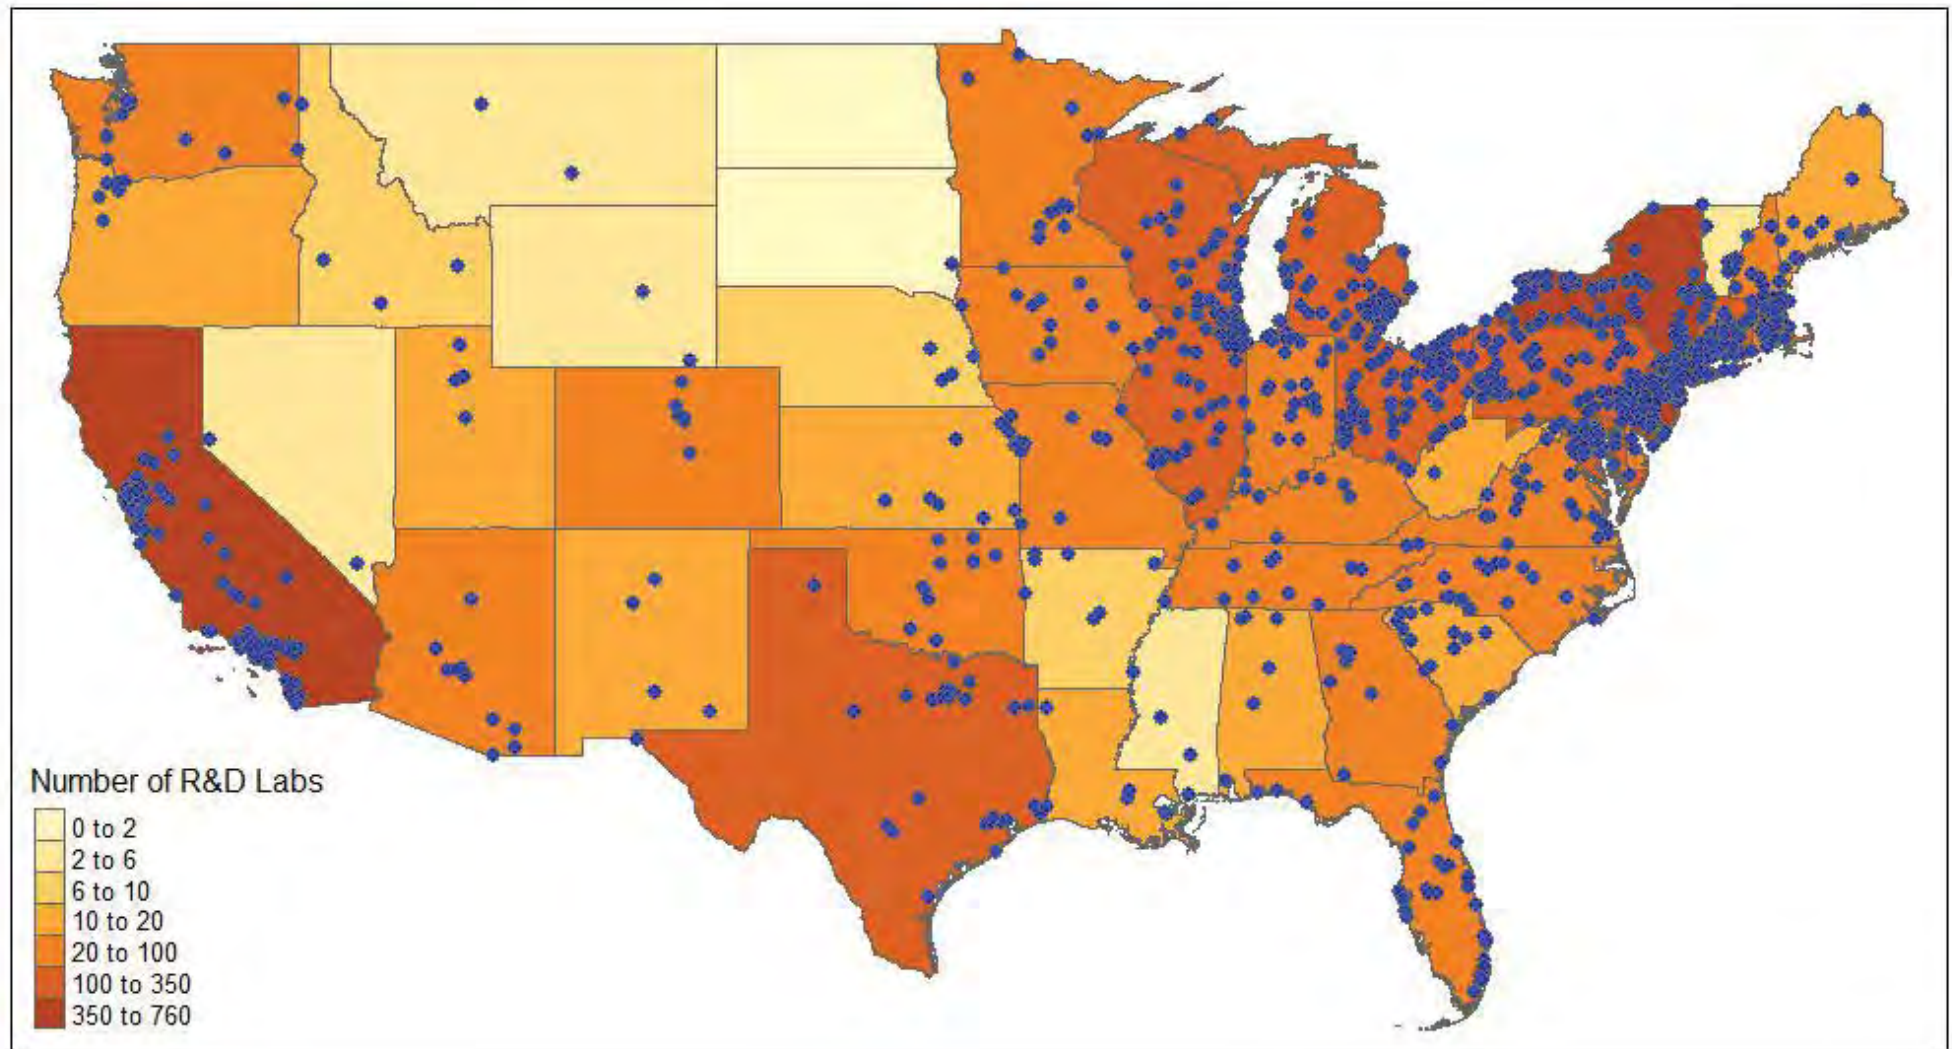 Number of R&D Labs
0 to 2
2 to 6
6 to 10
10 to 20
20 to 100
100 to 350
350 to 760